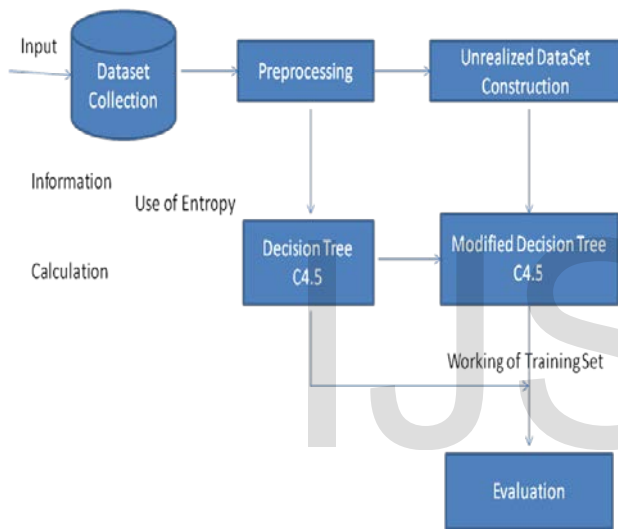 Input
Dataset
Collection
Preprocessing
Unrealized DataSet
Construction
Information
Use of Entropy
Calculation
Decision Tree
C4.5
Modified Decision Tree
C4.5
Working of Training Set
Evaluation
IJS